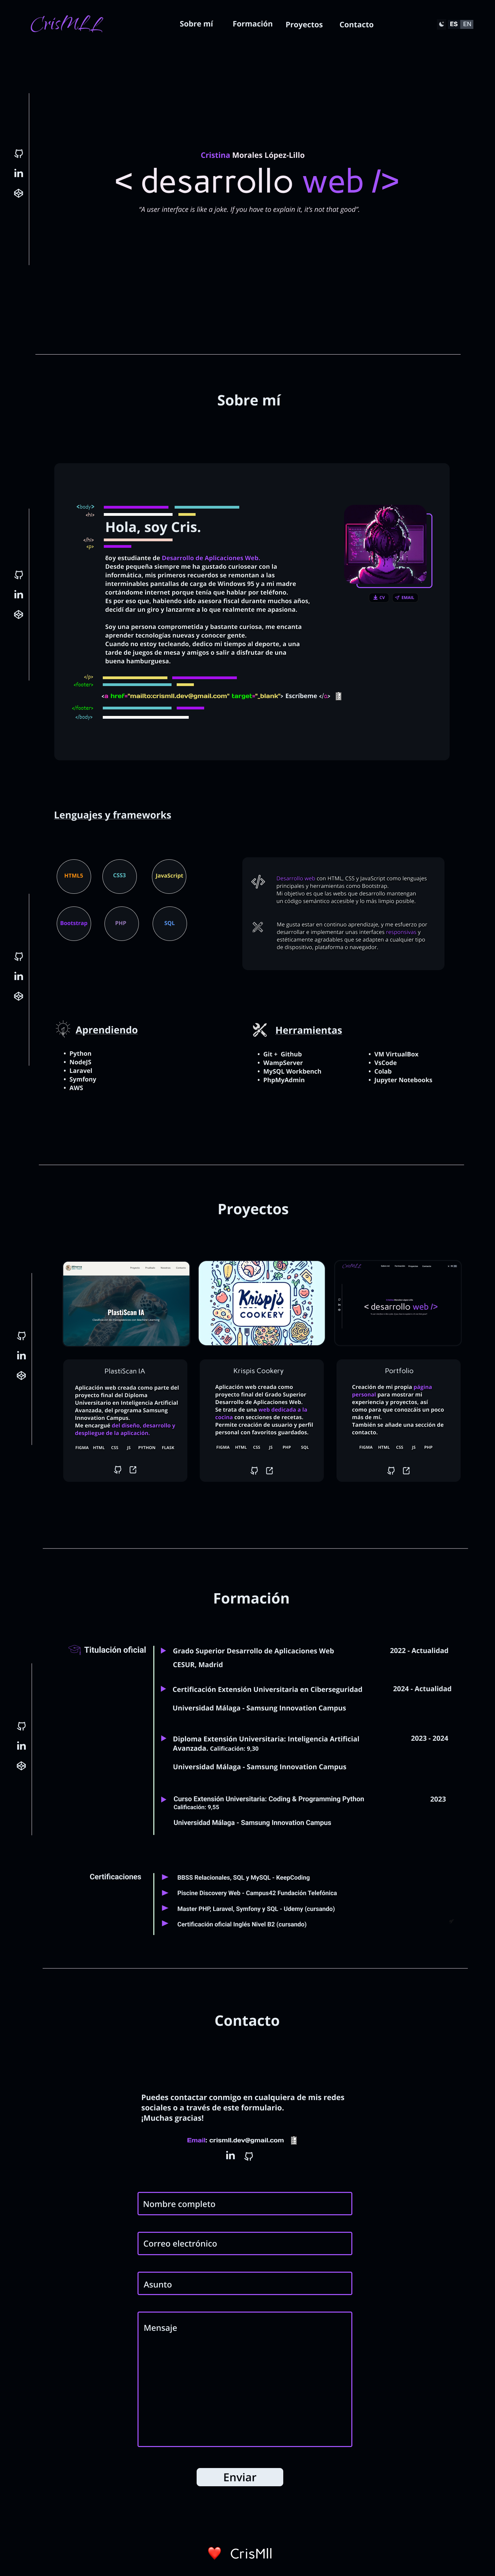 CrisMLL
Sobre mí Formación Proyectos Contacto
ES EN
Cristina Morales López-Lillo
< desarrollo web />
“A user interface is like a joke. If you have to explain it, it’s not that good”.
Sobre mí
<body>
<h1>
Hola, soy Cris.
</h1>
<p>
Soy estudiante de Desarrollo de Aplicaciones Web.
Desde pequeña siempre me ha gustado curiosear con la
informática, mis primeros recuerdos se remontan a las
interminables pantallas de carga de Windows 95 y a mi madre
cortándome internet porque tenía que hablar por teléfono.
Es por eso que, habiendo sido asesora fiscal durante muchos años,
decidí dar un giro y lanzarme a lo que realmente me apasiona.
Soy una persona comprometida y bastante curiosa, me encanta
aprender tecnologías nuevas y conocer gente.
Cuando no estoy tecleando, dedico mi tiempo al deporte, a una
tarde de juegos de mesa y amigos o salir a disfrutar de una
buena hamburguesa.
CV EMAIL
</p>
<footer>
<a href="mailto:crismll.dev@gmail.com" target="_blank"> Escríbeme </a>
</footer>
</body>
Lenguajes y frameworks
HTML5 CSS3 JavaScript
Bootstrap PHP SQL
Desarrollo web con HTML, CSS y JavaScript como lenguajes
principales y herramientas como Bootstrap.
Mi objetivo es que las webs que desarrollo mantengan
un código semántico accesible y lo más limpio posible.
Me gusta estar en continuo aprendizaje, y me esfuerzo por
desarrollar e implementar unas interfaces responsivas y
estéticamente agradables que se adapten a cualquier tipo
de dispositivo, plataforma o navegador.
Aprendiendo
• Python
• NodeJS
• Laravel
• Symfony
• AWS
Herramientas
• Git + Github
• WampServer
• MySQL Workbench
• PhpMyAdmin
• VM VirtualBox
• VsCode
• Colab
• Jupyter Notebooks
Proyectos
PlastiScan IA
Krispis
COOKERY
< desarrollo web />
PlastiScan IA
Aplicación web creada como parte del
proyecto final del Diploma
Universitario en Inteligencia Artificial
Avanzada, del programa Samsung
Innovation Campus.
Me encargué del diseño, desarrollo y
despliegue de la aplicación.
FIGMA HTML CSS JS PYTHON FLASK
Krispis Cookery
Aplicación web creada como
proyecto final del Grado Superior
Desarrollo de Aplicaciones Web.
Se trata de una web dedicada a la
cocina con secciones de recetas.
Permite creación de usuario y perfil
personal con favoritos guardados.
FIGMA HTML CSS JS PHP SQL
Portfolio
Creación de mi propia página
personal para mostrar mi
experiencia y proyectos, así
como para que conozcáis un poco
más de mí.
También se añade una sección de
contacto.
FIGMA HTML CSS JS PHP
Formación
Titulación oficial
Grado Superior Desarrollo de Aplicaciones Web 2022 - Actualidad
CESUR, Madrid
Certificación Extensión Universitaria en Ciberseguridad 2024 - Actualidad
Universidad Málaga - Samsung Innovation Campus
Diploma Extensión Universitaria: Inteligencia Artificial 2023 - 2024
Avanzada. Calificación: 9,30
Universidad Málaga - Samsung Innovation Campus
Curso Extensión Universitaria: Coding & Programming Python 2023
Calificación: 9,55
Universidad Málaga - Samsung Innovation Campus
Certificaciones
BBSS Relacionales, SQL y MySQL - KeepCoding
Piscine Discovery Web - Campus42 Fundación Telefónica
Master PHP, Laravel, Symfony y SQL - Udemy (cursando)
Certificación oficial Inglés Nivel B2 (cursando)
Contacto
Puedes contactar conmigo en cualquiera de mis redes
sociales o a través de este formulario.
¡Muchas gracias!
Email: crismll.dev@gmail.com
Nombre completo
Correo electrónico
Asunto
Mensaje
Enviar
CrisMll